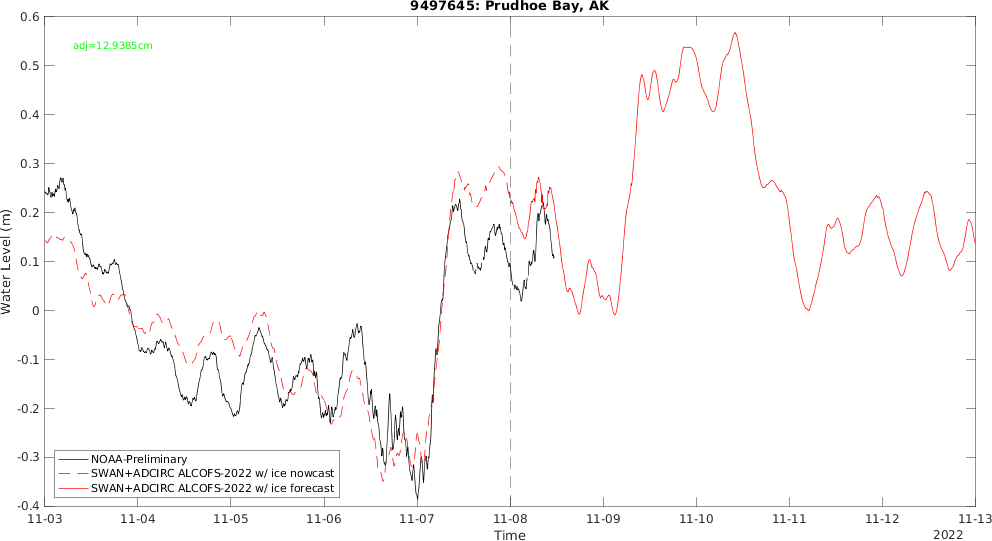 9497645: Prudhoe Bay, AK
adj=12.9385cm
Water Level (m)
0.6
0.5
0.4
0.3
0.2
0.1
0
-0.1
-0.2
-0.3
-0.4
NOAA-Preliminary
SWAN+ADCIRC ALCOFS-2022 w/ ice nowcast
SWAN+ADCIRC ALCOFS-2022 w/ ice forecast
11-03 11-04 11-05 11-06 11-07 11-08 11-09 11-10 11-11 11-12 11-13
Time
2022